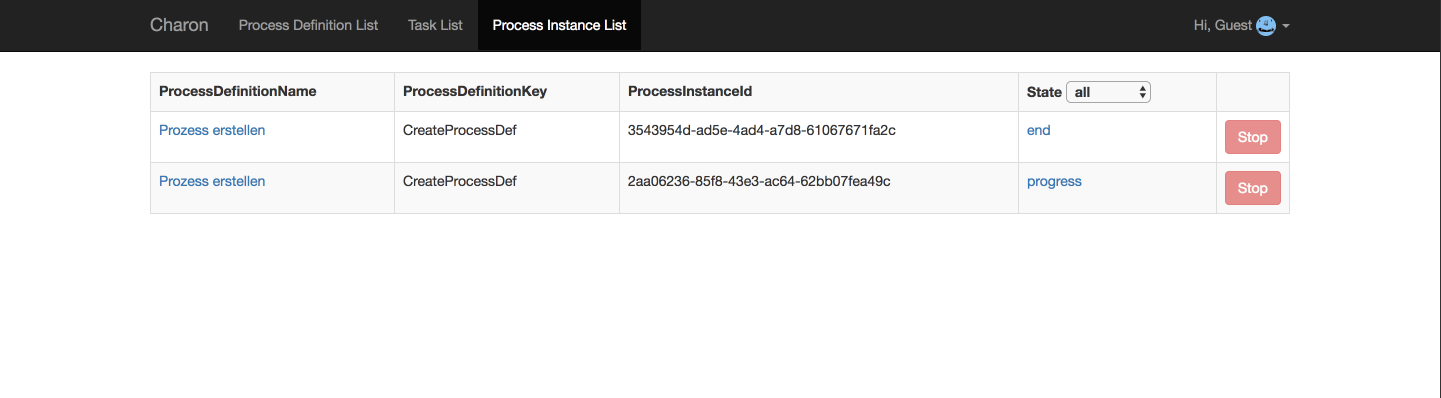 Charon Process Definition List Task List Process Instance List Hi, Guest
ProcessDefinitionName ProcessDefinitionKey ProcessInstanceId State all
Prozess erstellen CreateProcessDef 3543954d-ad5e-4ad4-a7d8-61067671fa2c end Stop
Prozess erstellen CreateProcessDef 2aa06236-85f8-43e3-ac64-62bb07fea49c progress Stop